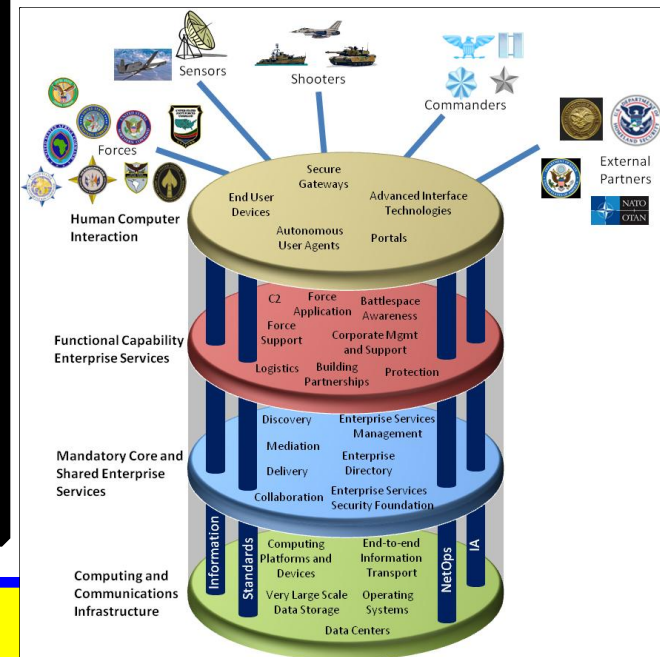 Sensors
Shooters
Commanders
Forces
External
Partners
NATO
OTAN
Human Computer
Interaction
Secure
Gateways
End User
Devices
Advanced Interface
Technologies
Autonomous
User Agents
Portals
Functional Capability
Enterprise Services
C2
Force
Application
Battlespace
Awareness
Force
Support
Corporate Mgmt
and Support
Logistics
Building
Partnerships
Protection
Mandatory Core and
Shared Enterprise
Services
Discovery
Enterprise Services
Management
Mediation
Enterprise
Directory
Delivery
Collaboration
Enterprise Services
Security Foundation
Information
Standards
NetOps
IA
Computing and
Communications
Infrastructure
Computing
Platforms and
Devices
End-to-end
Information
Transport
Very Large Scale
Data Storage
Operating
Systems
Data Centers